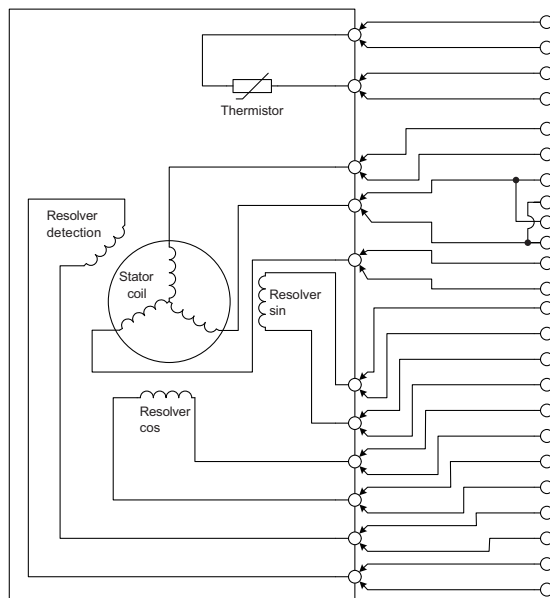 Thermistor
Resolver
detection
Stator
coil
Resolver
sin
Resolver
cos